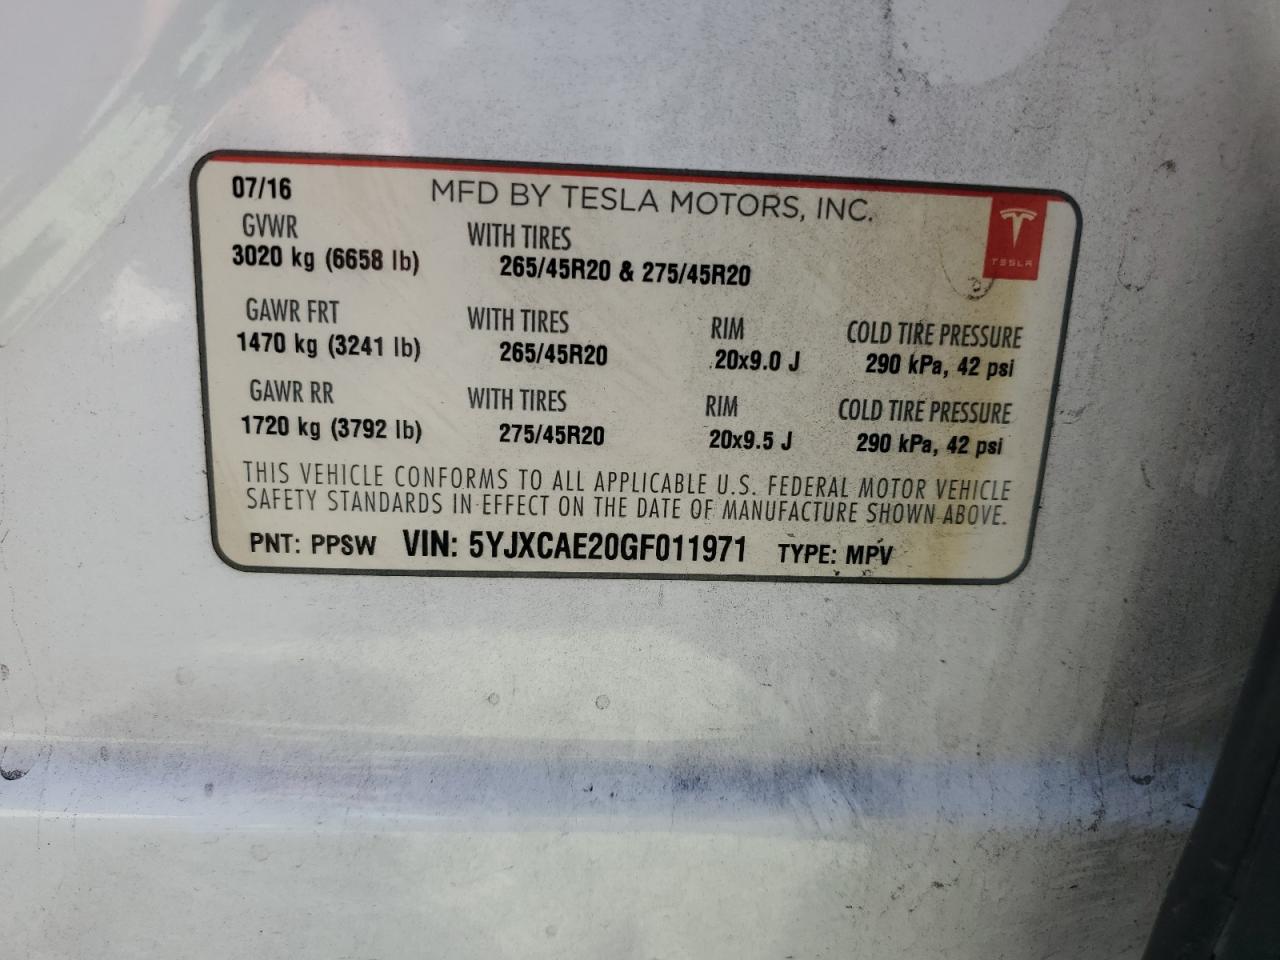 07/16 MFD BY TESLA MOTORS, INC.
GVWR WITH TIRES
3020 kg (6658 lb) 265/45R20 & 275/45R20
TESLA
GAWR FRT WITH TIRES RIM COLD TIRE PRESSURE
1470 kg (3241 lb) 265/45R20 20x9.0 J 290 kPa, 42 psi
GAWR RR WITH TIRES RIM COLD TIRE PRESSURE
1720 kg (3792 lb) 275/45R20 20x9.5 J 290 kPa, 42 psi
THIS VEHICLE CONFORMS TO ALL APPLICABLE U.S. FEDERAL MOTOR VEHICLE
SAFETY STANDARDS IN EFFECT ON THE DATE OF MANUFACTURE SHOWN ABOVE.
PNT: PPSW VIN: 5YJXCAE20GF011971 TYPE: MPV